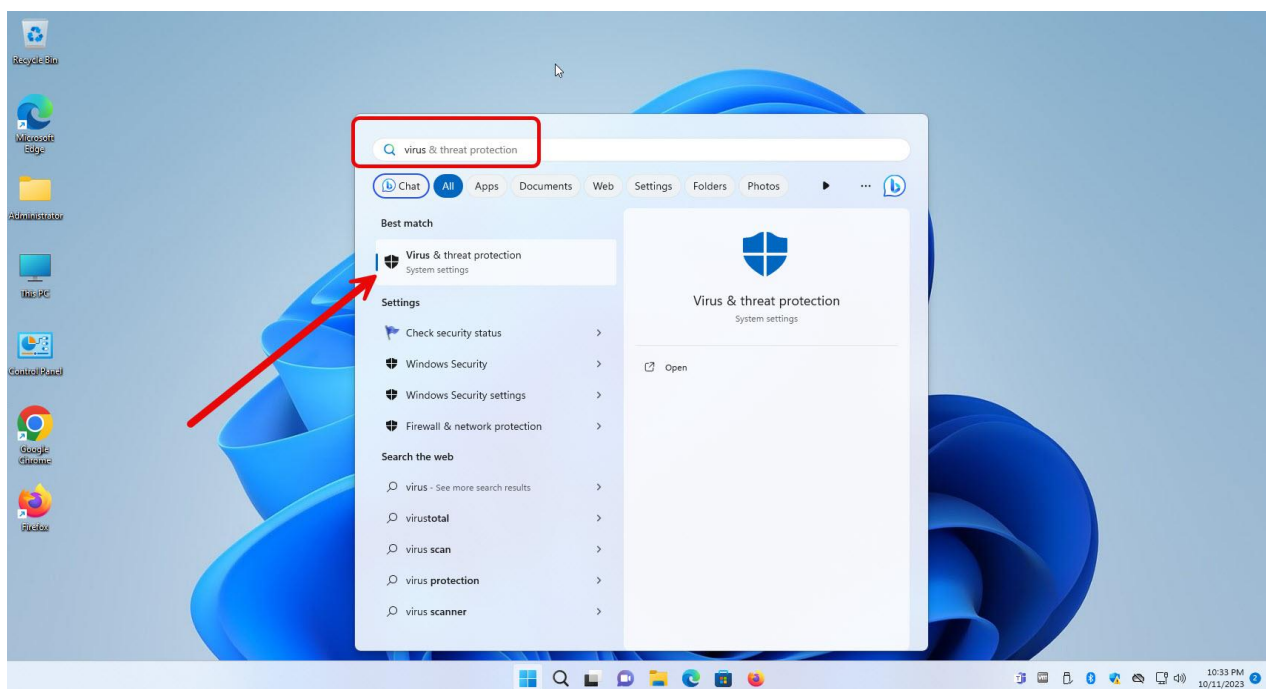 Recycle Bin
Microsoft
Edge
Administrator
This PC
Control Panel
Google
Chrome
Firefox
virus & threat protection
Chat All Apps Documents Web Settings Folders Photos ...
Best match
Virus & threat protection
System settings
Settings
Check security status
Windows Security
Windows Security settings
Firewall & network protection
Search the web
virus - See more search results
virustotal
virus scan
virus protection
virus scanner
Virus & threat protection
System settings
Open
10:33 PM
10/11/2023
2